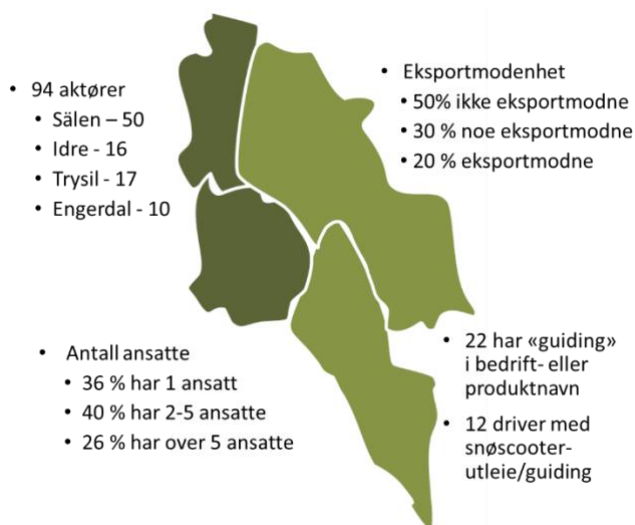 94 aktører
Sälen – 50
Idre - 16
Trysil - 17
Engerdal - 10
Eksportmodenhet
50% ikke eksportmodne
30 % noe eksportmodne
20 % eksportmodne
Antall ansatte
36 % har 1 ansatt
40 % har 2-5 ansatte
26 % har over 5 ansatte
22 har «guiding»
i bedrift- eller
produktnavn
12 driver med
snøscooter-
utleie/guiding